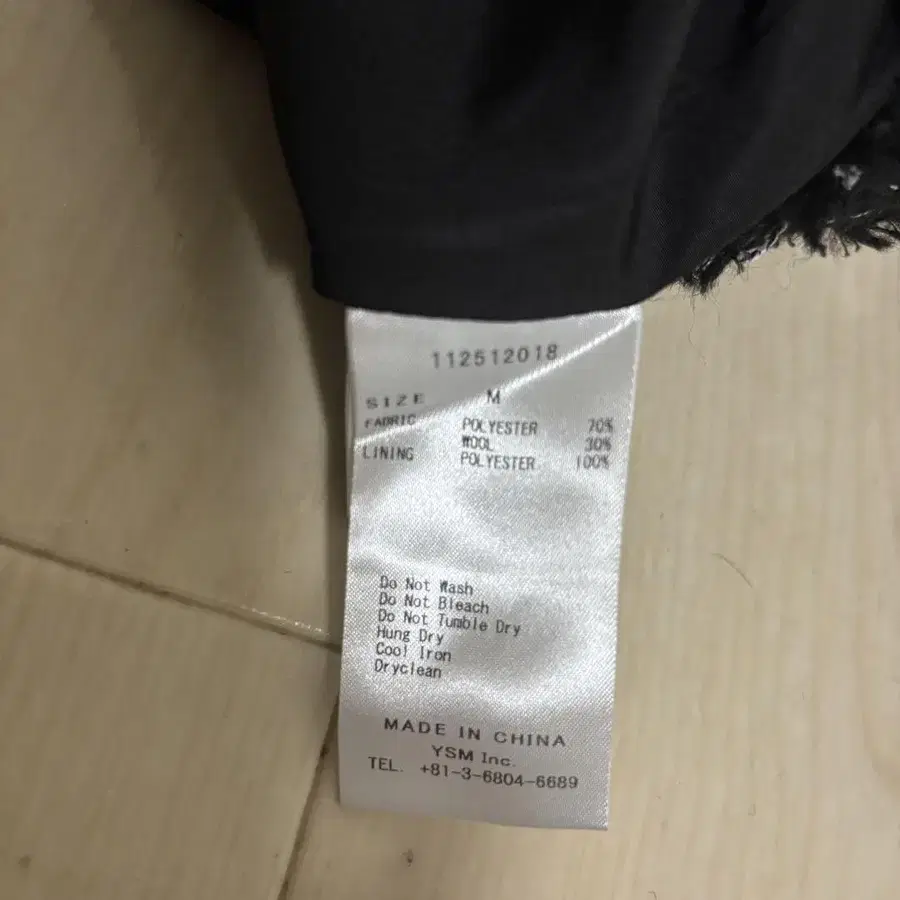 112512018
SIZE M
FABRIC POLYESTER 70%
WOOL 30%
LINING POLYESTER 100%
Do Not Wash
Do Not Bleach
Do Not Tumble Dry
Hung Dry
Cool Iron
Dryclean
MADE IN CHINA
YSM Inc.
TEL. +81-3-6804-6689